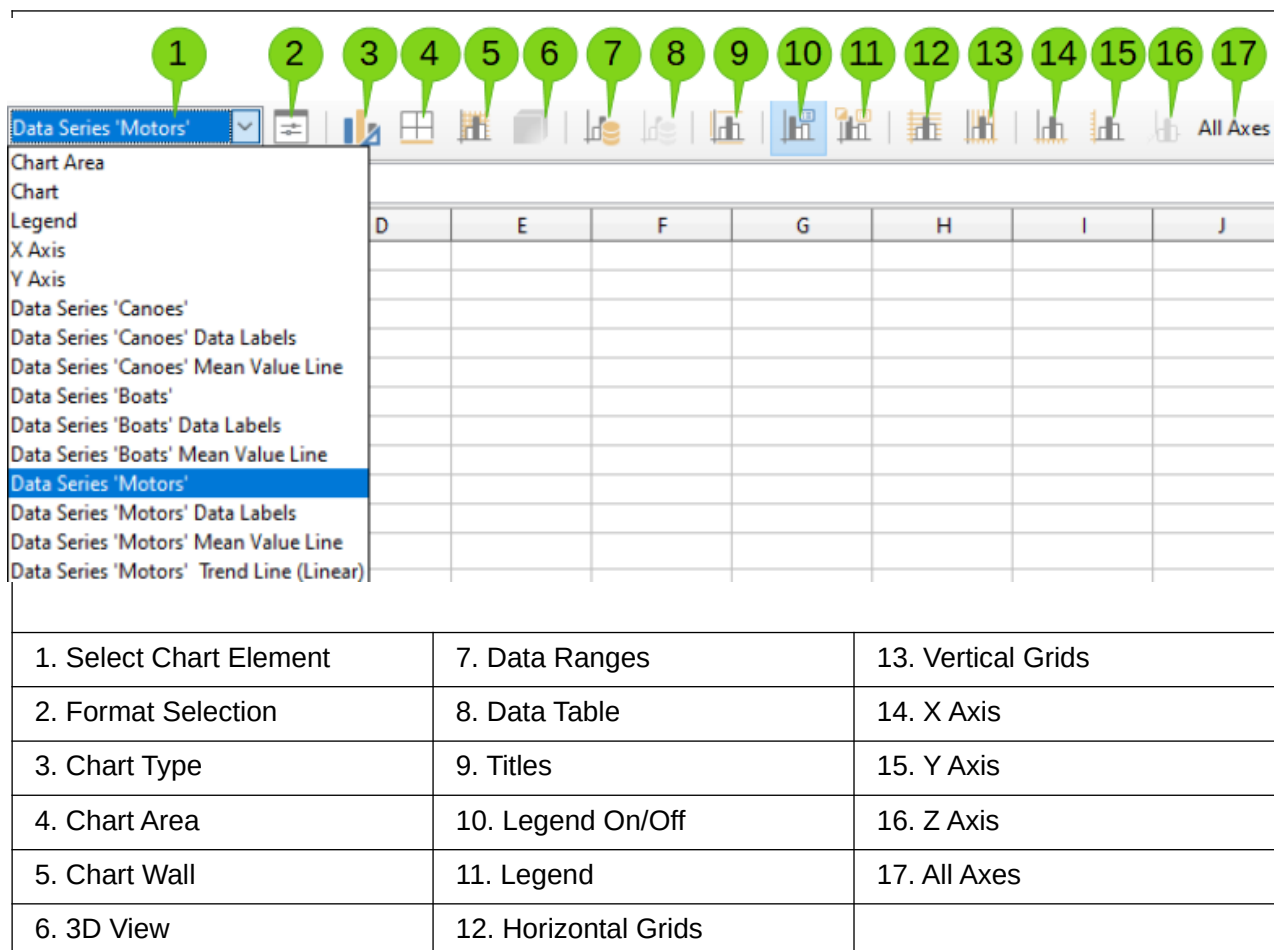 1 2 3 4 5 6 7 8 9 10 11 12 13 14 15 16 17
Data Series 'Motors' All Axes
Chart Area
Chart
Legend
X Axis
Y Axis
Data Series 'Canoes'
Data Series 'Canoes' Data Labels
Data Series 'Canoes' Mean Value Line
Data Series 'Boats'
Data Series 'Boats' Data Labels
Data Series 'Boats' Mean Value Line
Data Series 'Motors'
Data Series 'Motors' Data Labels
Data Series 'Motors' Mean Value Line
Data Series 'Motors' Trend Line (Linear)
D E F G H I J
1. Select Chart Element 7. Data Ranges 13. Vertical Grids
2. Format Selection 8. Data Table 14. X Axis
3. Chart Type 9. Titles 15. Y Axis
4. Chart Area 10. Legend On/Off 16. Z Axis
5. Chart Wall 11. Legend 17. All Axes
6. 3D View 12. Horizontal Grids